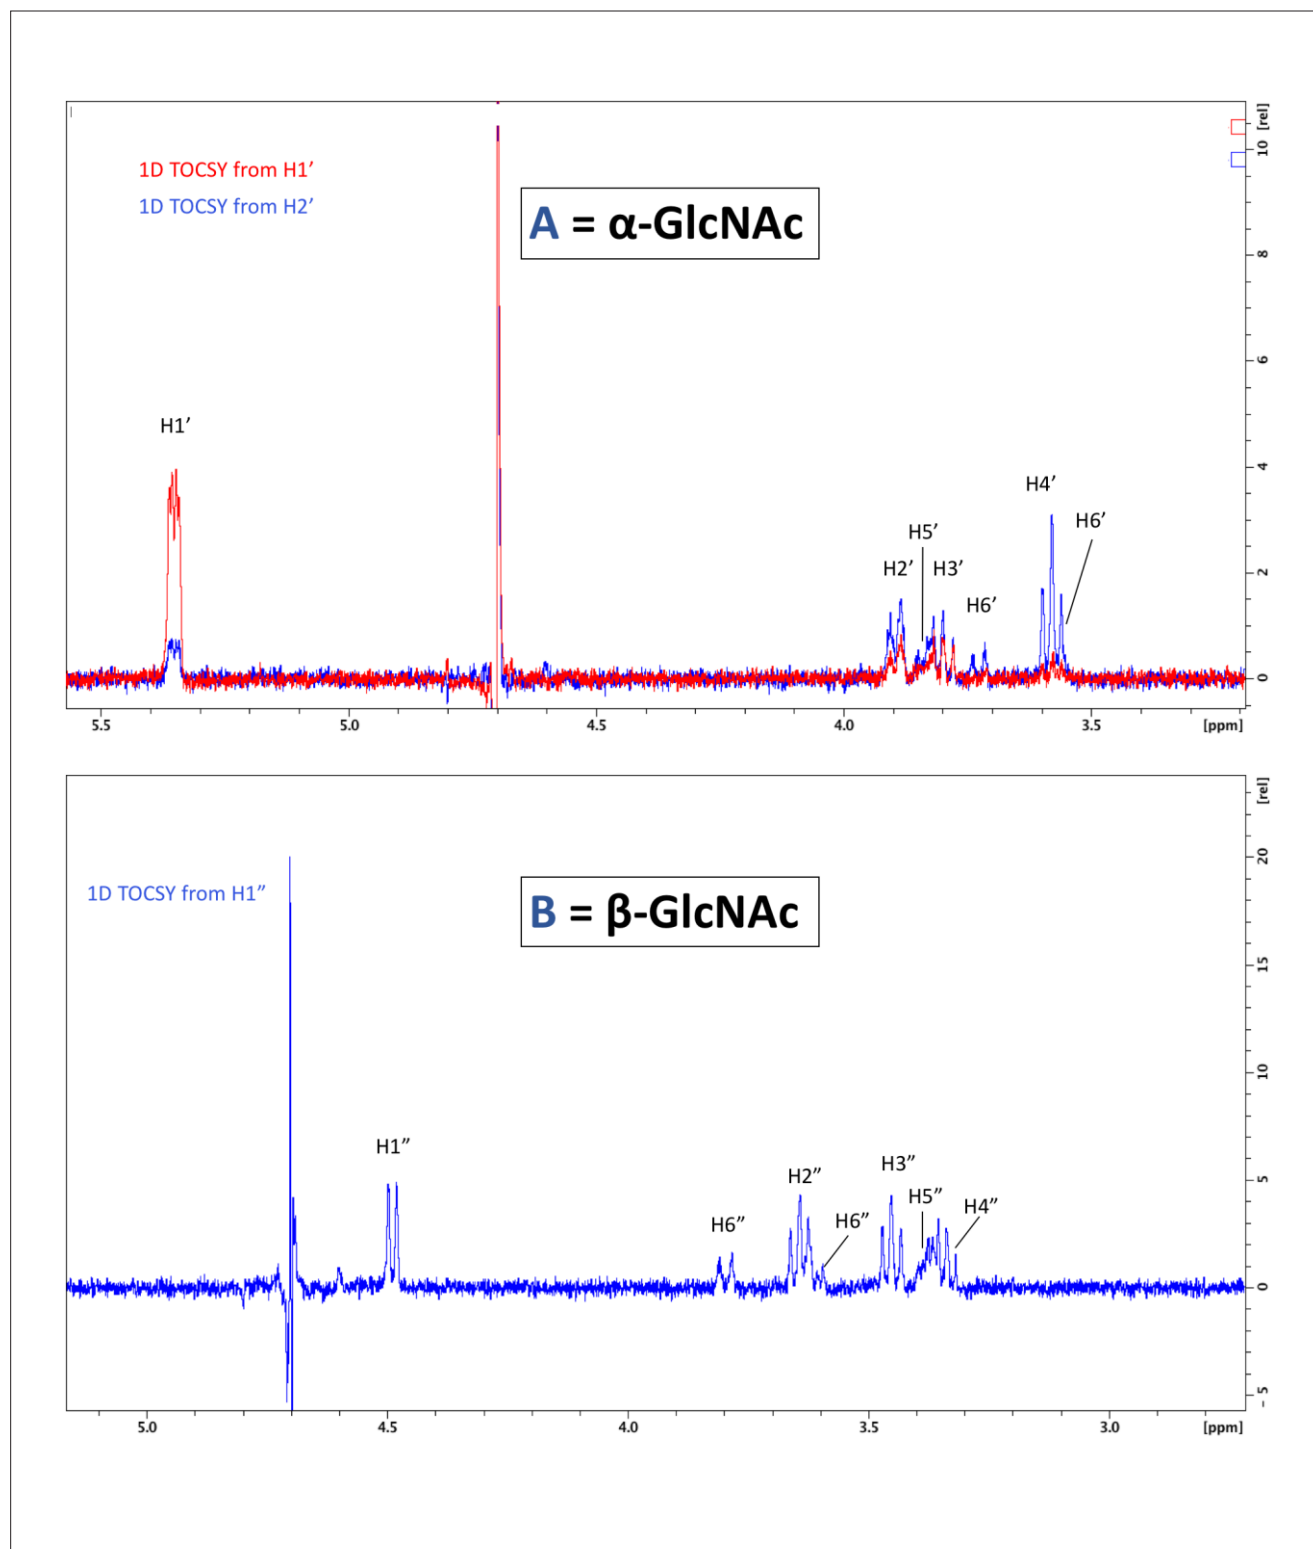 1D TOCSY from H1’
1D TOCSY from H2’
A = α-GlcNAc
H1’
H2’
H5’
H3’
H6’
H4’
H6’
[rel]
10
8
6
4
2
0
5.5 5.0 4.5 4.0 3.5 [ppm]
1D TOCSY from H1”
B = β-GlcNAc
H1”
H6”
H2”
H6”
H3”
H5”
H4”
[rel]
20
15
10
5
0
-5
5.0 4.5 4.0 3.5 3.0 [ppm]